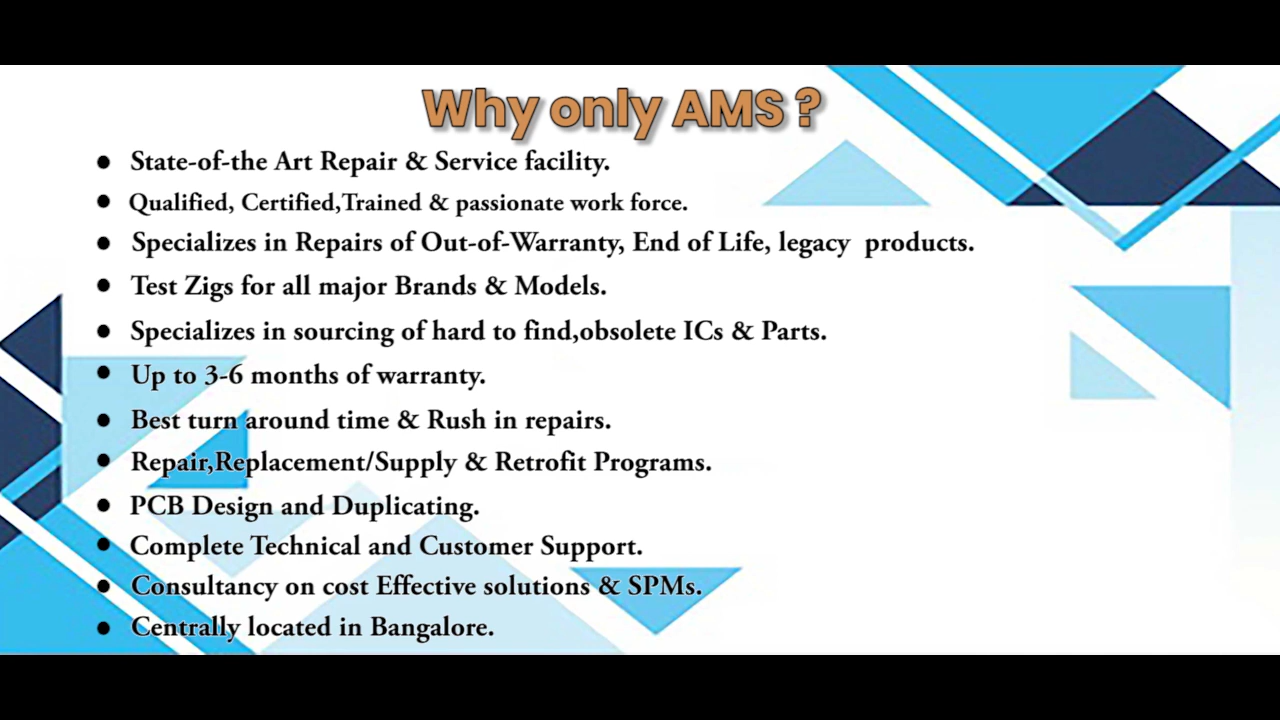 Why only AMS ?
● State-of-the Art Repair & Service facility.
● Qualified, Certified,Trained & passionate work force.
● Specializes in Repairs of Out-of-Warranty, End of Life, legacy  products.
● Test Zigs for all major Brands & Models.
● Specializes in sourcing of hard to find,obsolete ICs & Parts.
● Up to 3-6 months of warranty.
● Best turn around time & Rush in repairs.
● Repair,Replacement/Supply & Retrofit Programs.
● PCB Design and Duplicating.
● Complete Technical and Customer Support.
● Consultancy on cost Effective solutions & SPMs.
● Centrally located in Bangalore.